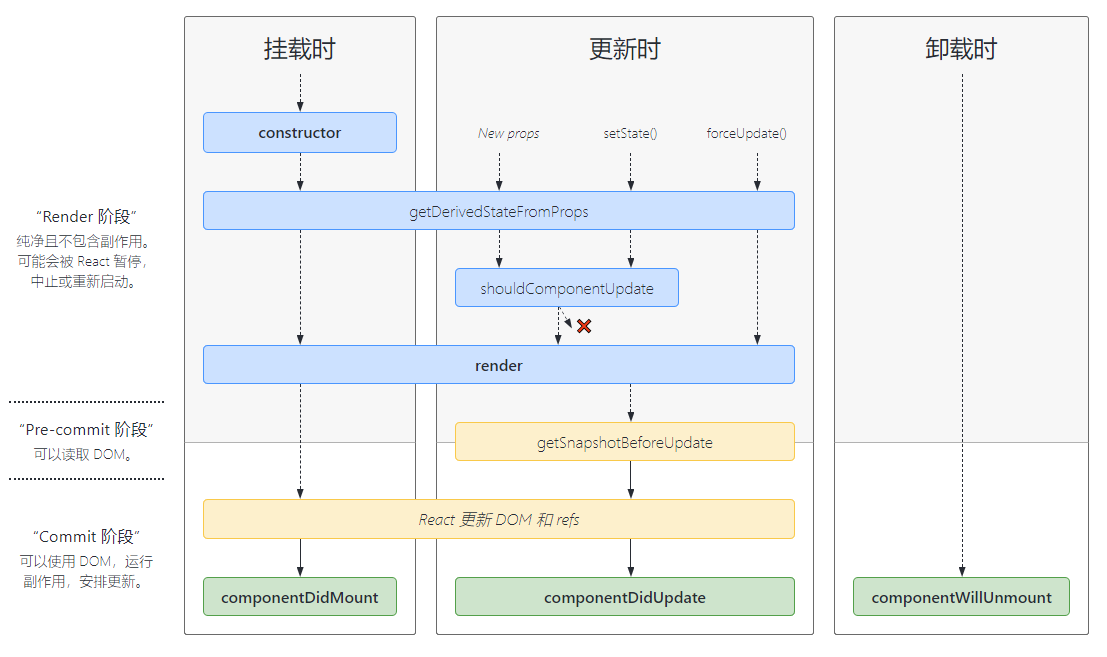 挂载时
更新时
卸载时
constructor
New props
setState()
forceUpdate()
getDerivedStateFromProps
“Render 阶段”
纯净且不包含副作用。
可能会被 React 暂停，
中止或重新启动。
shouldComponentUpdate
render
“Pre-commit 阶段”
可以读取 DOM。
getSnapshotBeforeUpdate
React 更新 DOM 和 refs
“Commit 阶段”
可以使用 DOM，运行
副作用，安排更新。
componentDidMount
componentDidUpdate
componentWillUnmount